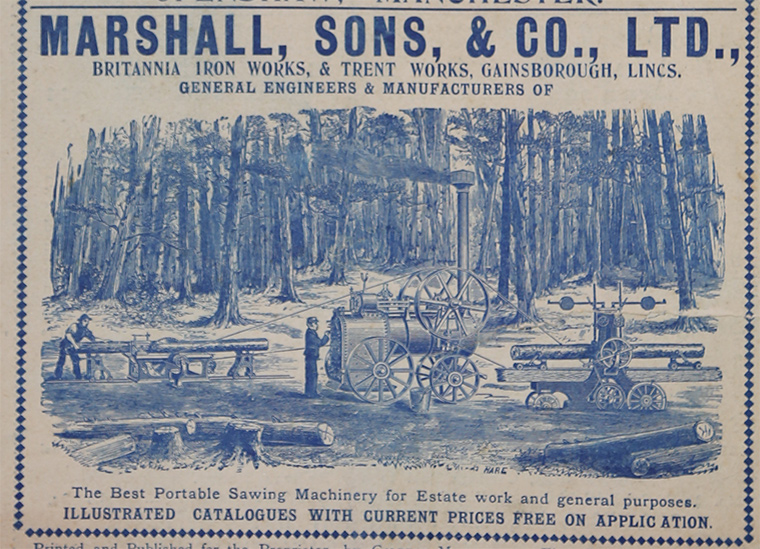 MANCHESTER.
MARSHALL, SONS, & CO., LTD.,
BRITANNIA IRON WORKS, & TRENT WORKS, GAINSBOROUGH, LINCS.
GENERAL ENGINEERS & MANUFACTURERS OF
HARE
The Best Portable Sawing Machinery for Estate work and general purposes.
ILLUSTRATED CATALOGUES WITH CURRENT PRICES FREE ON APPLICATION.
Printed and Published for the Proprietor, by